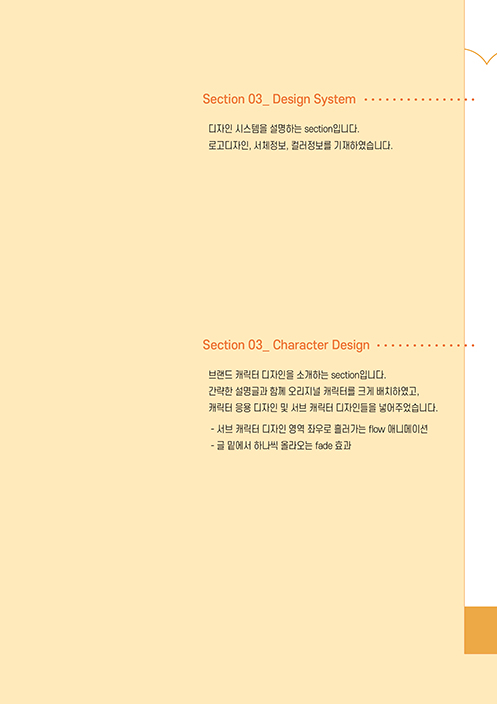 Section 03_ Design System
디자인 시스템을 설명하는 section입니다.
로고디자인, 서체정보, 컬러정보를 기재하였습니다.
Section 03_ Character Design
브랜드 캐릭터 디자인을 소개하는 section입니다.
간략한 설명글과 함께 오리지널 캐릭터를 크게 배치하였고,
캐릭터 응용 디자인 및 서브 캐릭터 디자인들을 넣어주었습니다.
- 서브 캐릭터 디자인 영역 좌우로 흘러가는 flow 애니메이션
- 글 밑에서 하나씩 올라오는 fade 효과